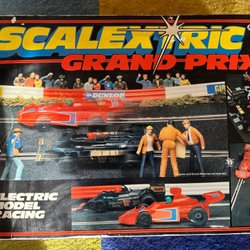 SCALEXTRIC
GRAND PRIX
DUNLOP
ELECTRIC
MODEL
RACING